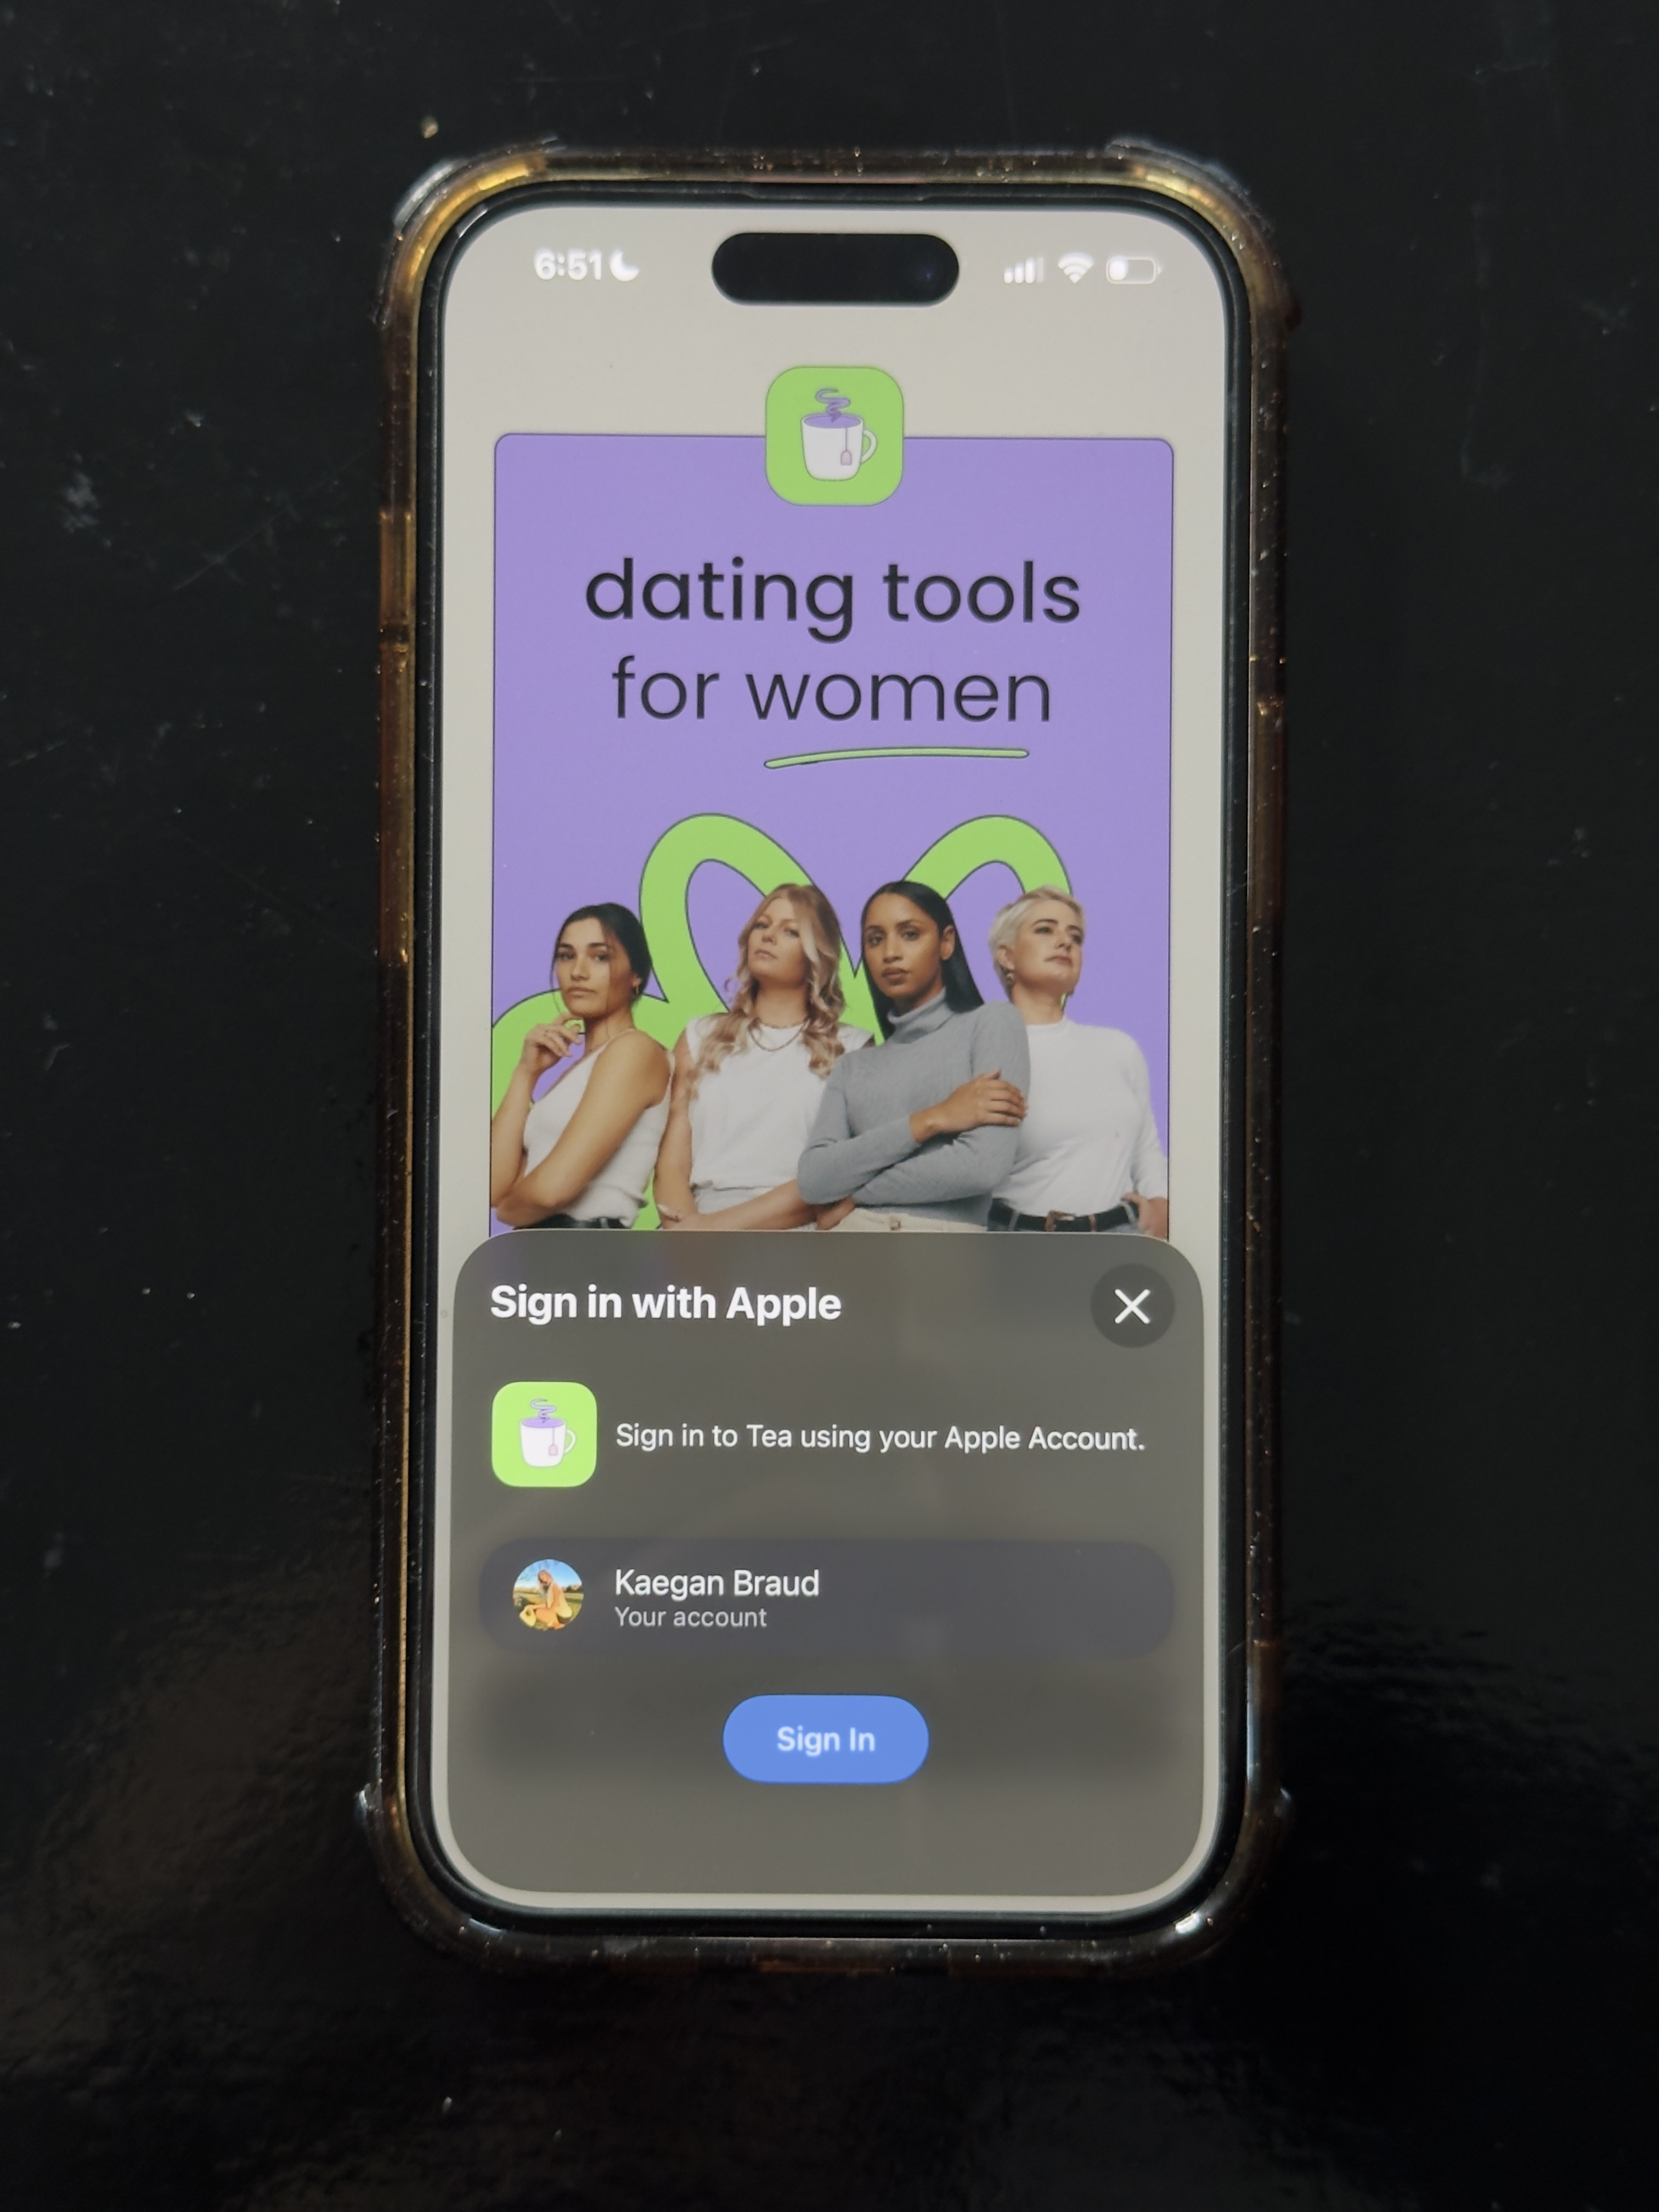 6:51
dating tools
for women
Sign in with Apple
Sign in to Tea using your Apple Account.
Kaegan Braud
Your account
Sign In